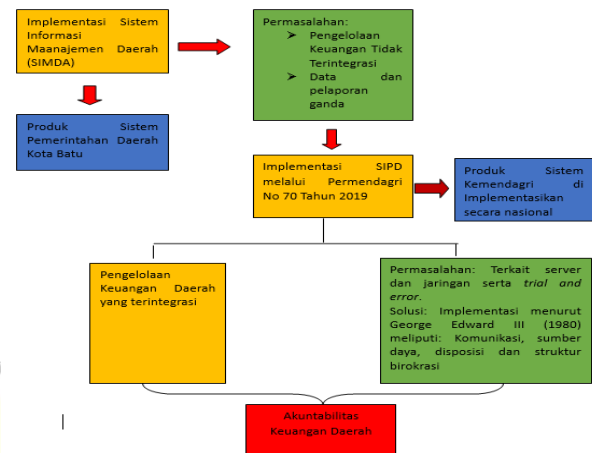 Implementasi Sistem
Informasi
Maanajemen Daerah
(SIMDA)
Permasalahan:
➤ Pengelolaan
Keuangan Tidak
Terintegrasi
➤ Data dan
pelaporan
ganda
Produk Sistem
Pemerintahan Daerah
Kota Batu
Implementasi SIPD
melalui Permendagri
No 70 Tahun 2019
Produk Sistem
Kemendagri di
Implementasikan
secara nasional
Pengelolaan
Keuangan Daerah
yang terintegrasi
Permasalahan: Terkait server
dan jaringan serta trial and
error.
Solusi: Implementasi menurut
George Edward III (1980)
meliputi: Komunikasi, sumber
daya, disposisi dan struktur
birokrasi
Akuntabilitas
Keuangan Daerah